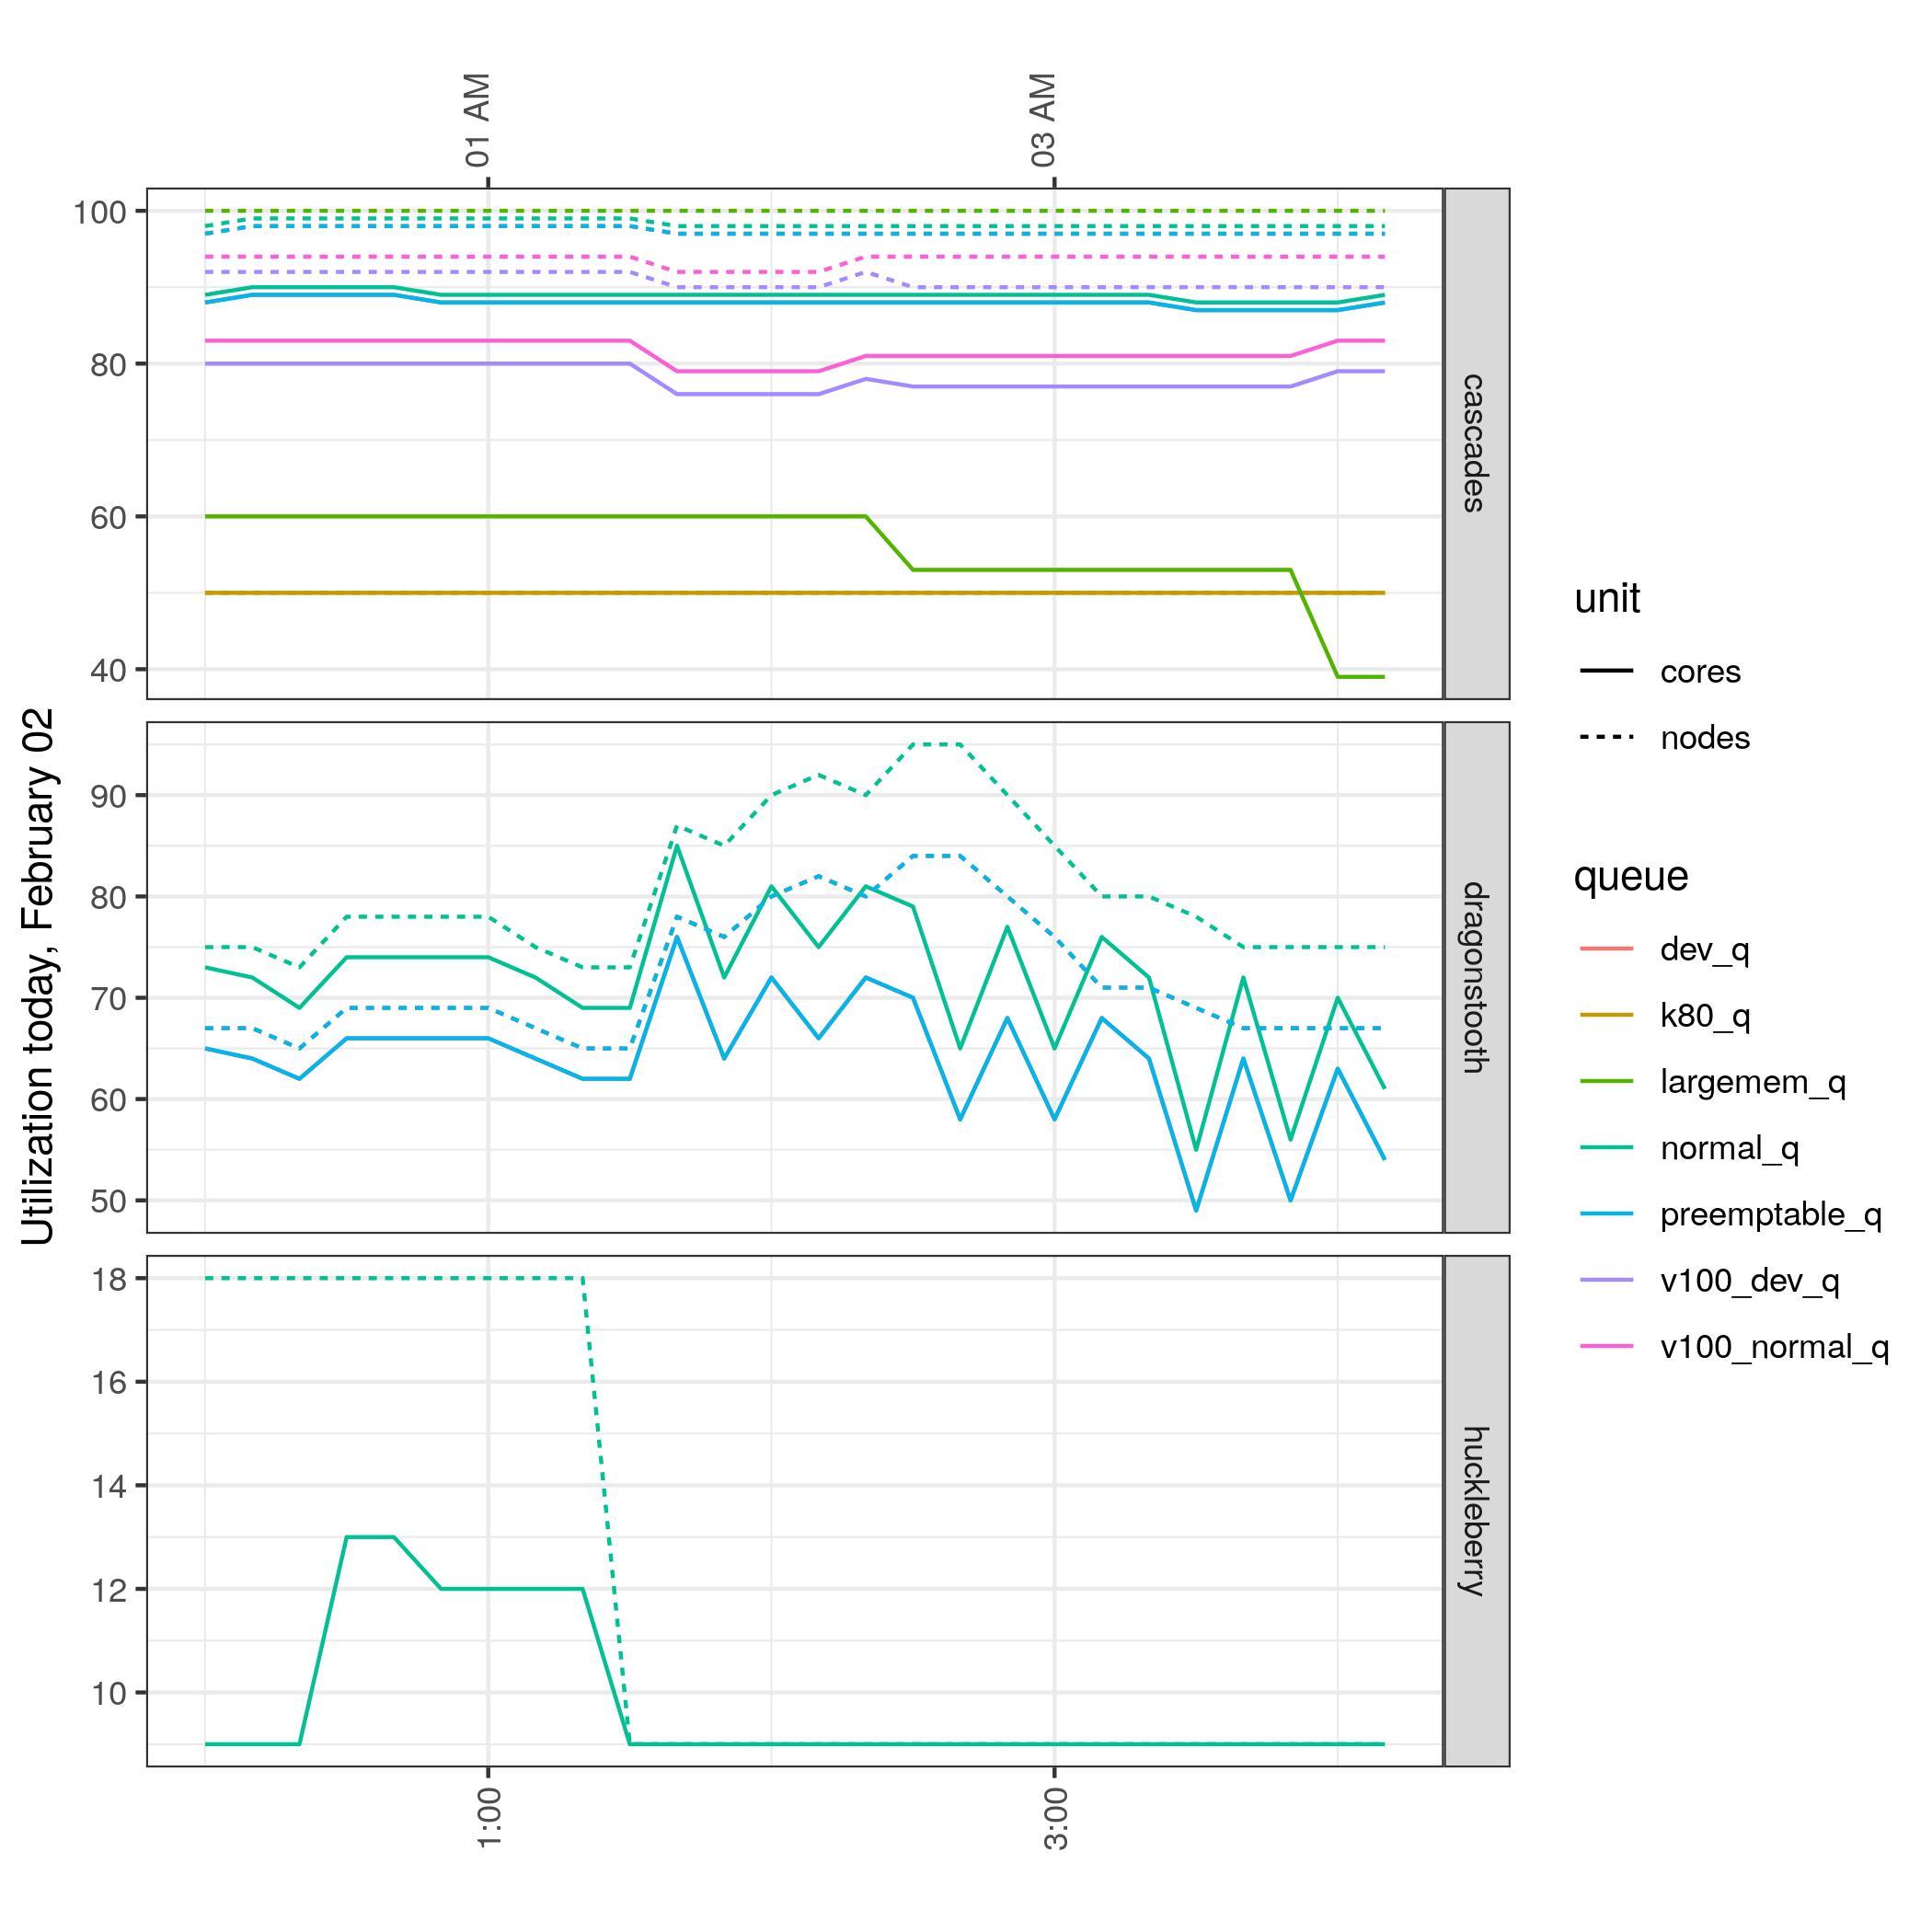 01 AM
03 AM
Utilization today, February 02
100
80
60
40
cascades
90
80
70
60
50
dragonstooth
18
16
14
12
10
huckleberry
1:00
3:00
unit
cores
nodes
queue
dev_q
k80_q
largemem_q
normal_q
preemptable_q
v100_dev_q
v100_normal_q